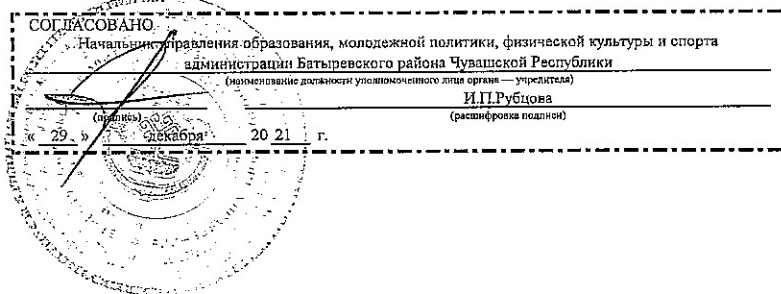 СОГЛАСОВАНО
Начальник управления образования, молодежной политики, физической культуры и спорта
администрации Батыревского района Чувашской Республики
(наименование должности уполномоченного лица органа — учредителя)
И.П.Рубцова
(подпись) (расшифровка подписи)
« 29 » декабря 20 21 г.